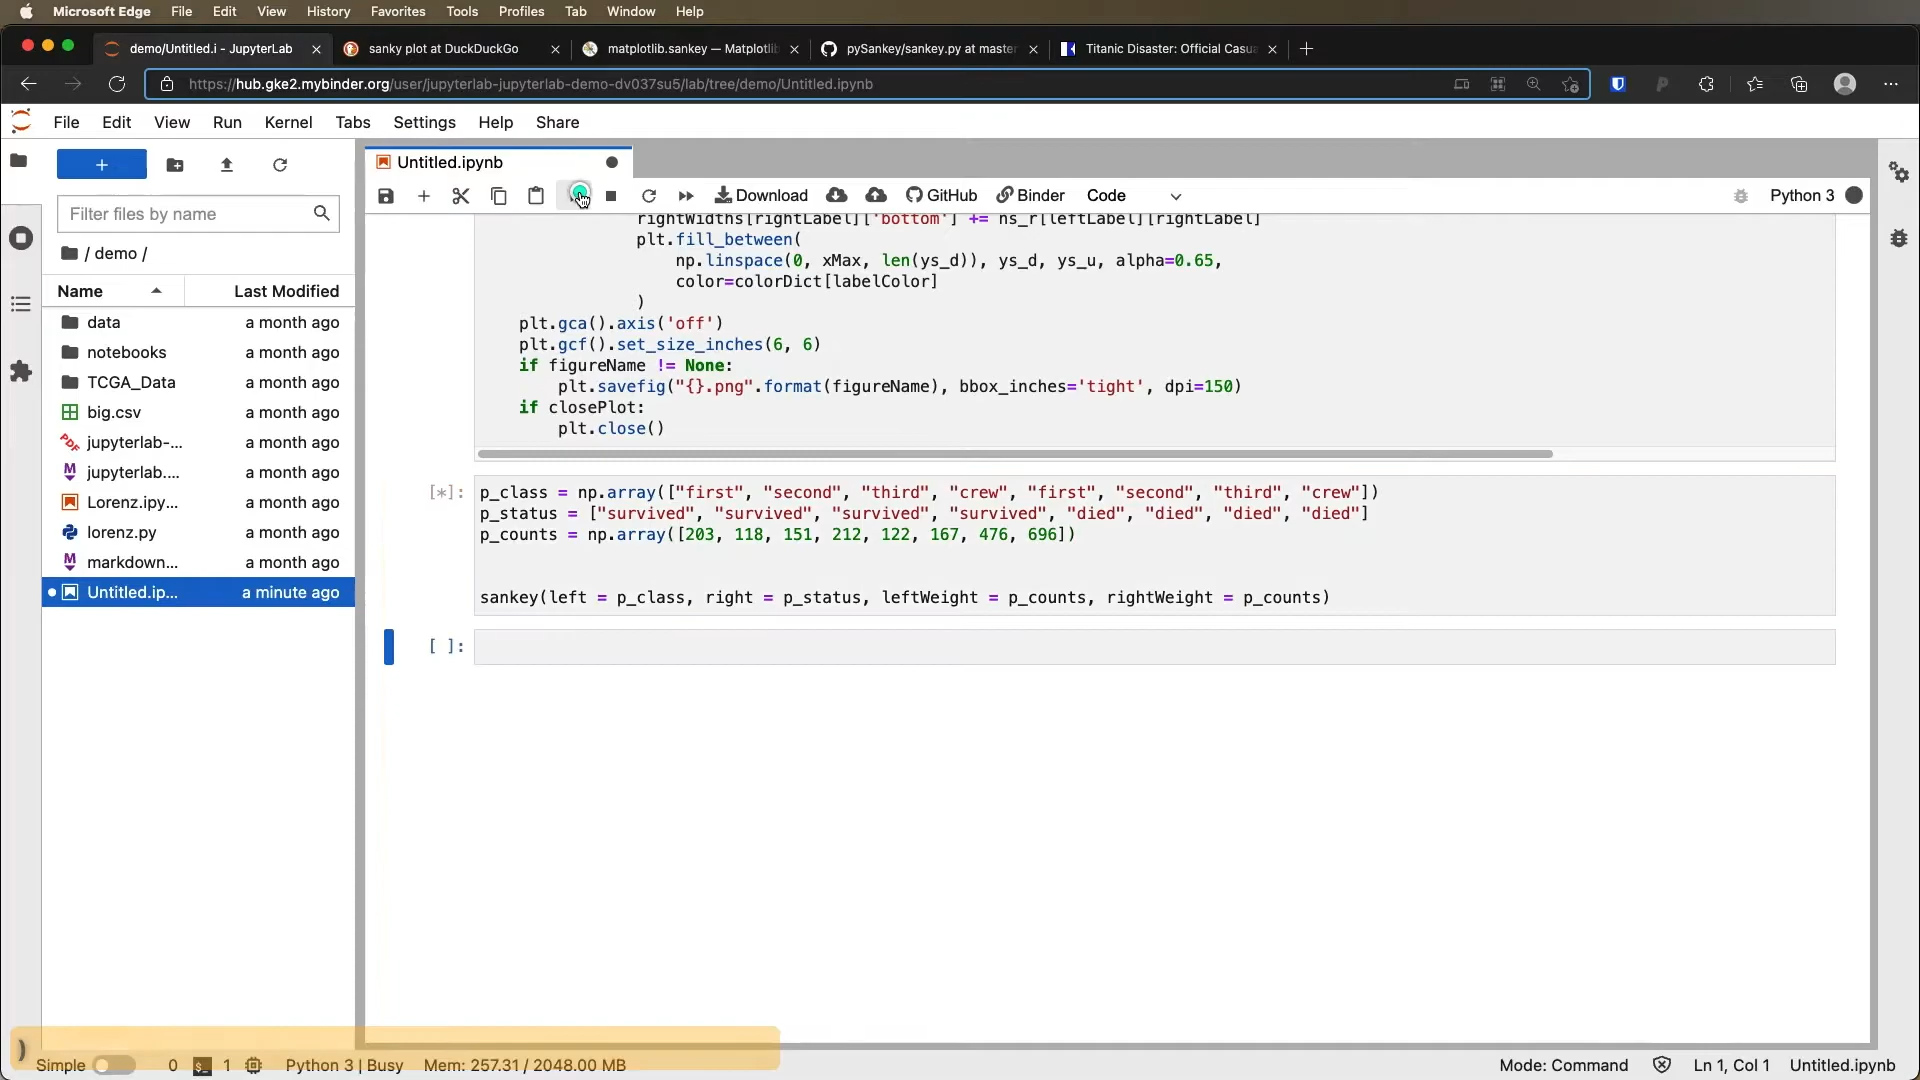 Microsoft Edge File Edit View History Favorites Tools Profiles Tab Window Help
demo/Untitled.i - JupyterLab
sanky plot at DuckDuckGo
matplotlib.sankey — Matplotlib
pySankey/sankey.py at master
Titanic Disaster: Official Casua
https://hub.gke2.mybinder.org/user/jupyterlab-jupyterlab-demo-dv037su5/lab/tree/demo/Untitled.ipynb
File Edit View Run Kernel Tabs Settings Help Share
Untitled.ipynb
Download GitHub Binder Code Python 3
Filter files by name
/ demo /
Name Last Modified
data a month ago
notebooks a month ago
TCGA_Data a month ago
big.csv a month ago
jupyterlab-... a month ago
jupyterlab.... a month ago
Lorenz.ipy... a month ago
lorenz.py a month ago
markdown... a month ago
Untitled.ip... a minute ago
rightWidths[rightLabel]['bottom'] += ns_r[leftLabel][rightLabel]
plt.fill_between(
np.linspace(0, xMax, len(ys_d)), ys_d, ys_u, alpha=0.65,
color=colorDict[labelColor]
)
plt.gca().axis('off')
plt.gcf().set_size_inches(6, 6)
if figureName != None:
plt.savefig("{}.png".format(figureName), bbox_inches='tight', dpi=150)
if closePlot:
plt.close()
[*]: p_class = np.array(["first", "second", "third", "crew", "first", "second", "third", "crew"])
p_status = ["survived", "survived", "survived", "survived", "died", "died", "died", "died"]
p_counts = np.array([203, 118, 151, 212, 122, 167, 476, 696])
sankey(left = p_class, right = p_status, leftWeight = p_counts, rightWeight = p_counts)
[ ]:
)
Simple 0 1 Python 3 | Busy Mem: 257.31 / 2048.00 MB Mode: Command Ln 1, Col 1 Untitled.ipynb